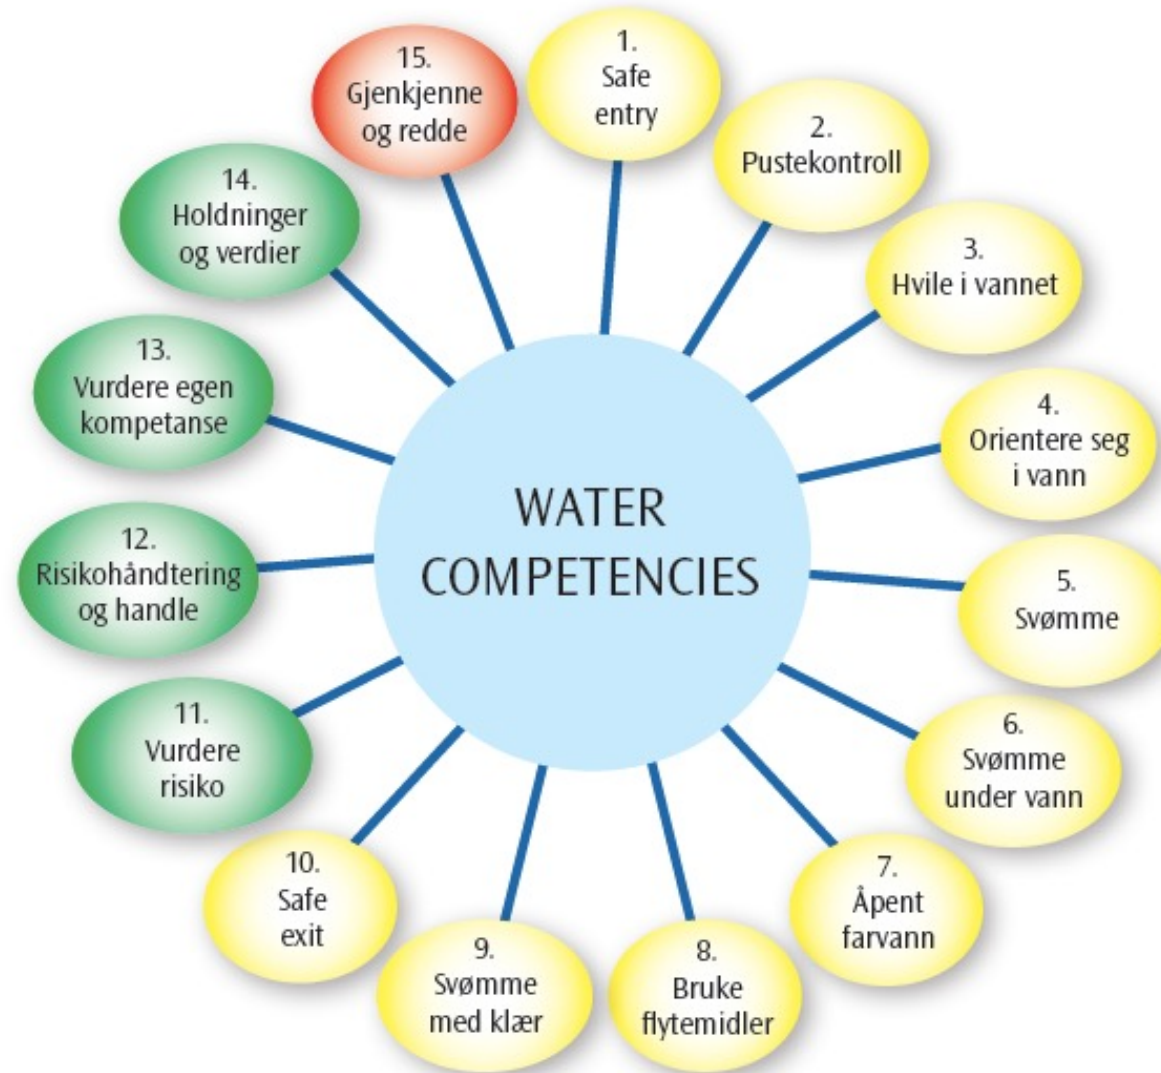 WATER
COMPETENCIES
1.
Safe
entry
2.
Pustekontroll
3.
Hvile i vannet
4.
Orientere seg
i vann
5.
Svømme
6.
Svømme
under vann
7.
Åpent
farvann
8.
Bruke
flytemidler
9.
Svømme
med klær
10.
Safe
exit
11.
Vurdere
risiko
12.
Risikohåndtering
og handle
13.
Vurdere egen
kompetanse
14.
Holdninger
og verdier
15.
Gjenkjenne
og redde